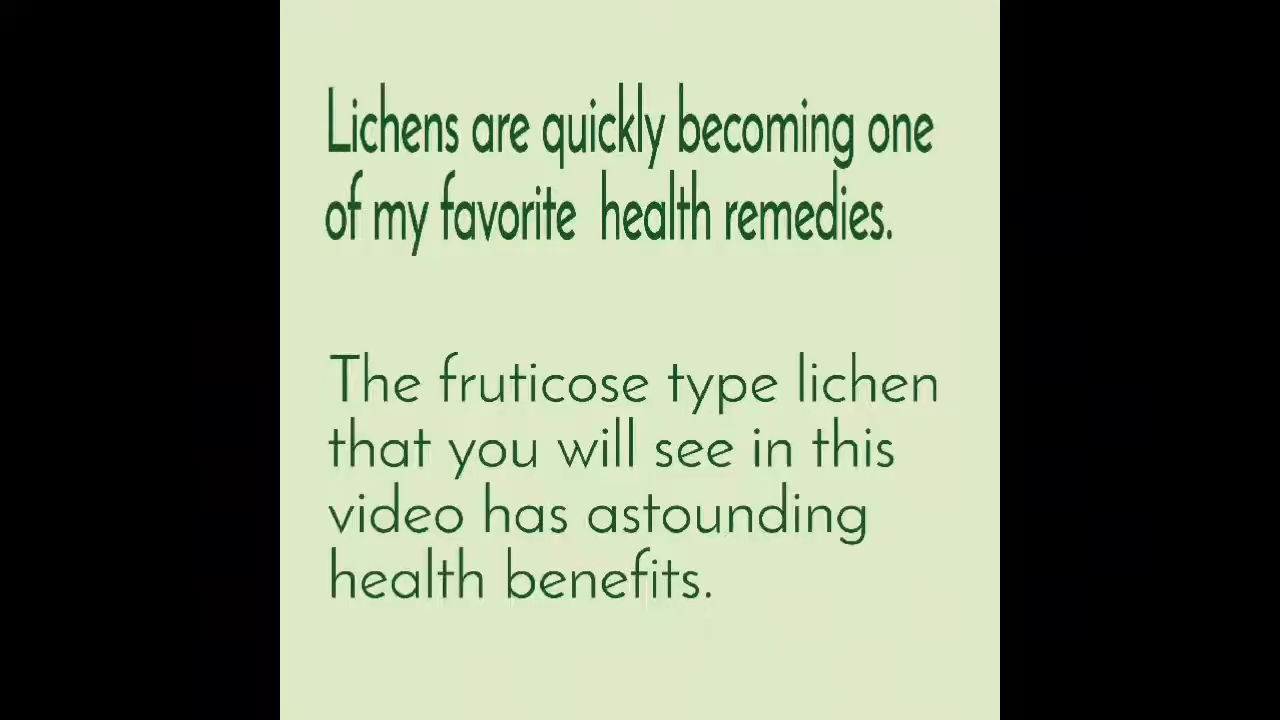 Lichens are quickly becoming one
of my favorite  health remedies.
The fruticose type lichen
that you will see in this
video has astounding
health benefits.